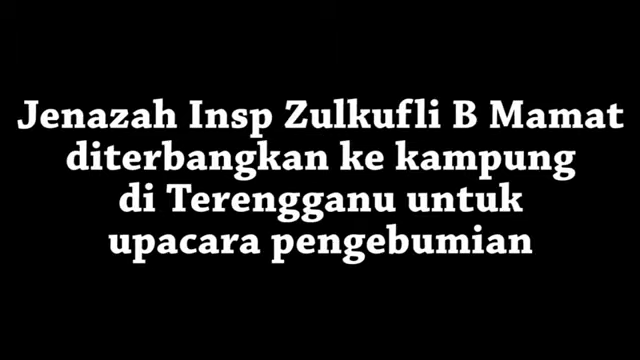 Jenazah Insp Zulkufli B Mamat
diterbangkan ke kampung
di Terengganu untuk
upacara pengebumian